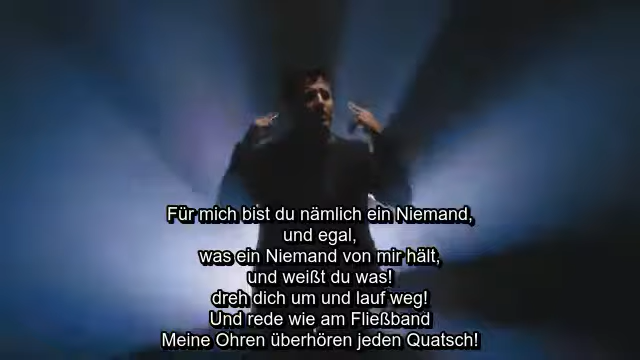 Für mich bist du nämlich ein Niemand,
und egal,
was ein Niemand von mir hält,
und weißt du was!
dreh dich um und lauf weg!
Und rede wie am Fließband
Meine Ohren überhören jeden Quatsch!